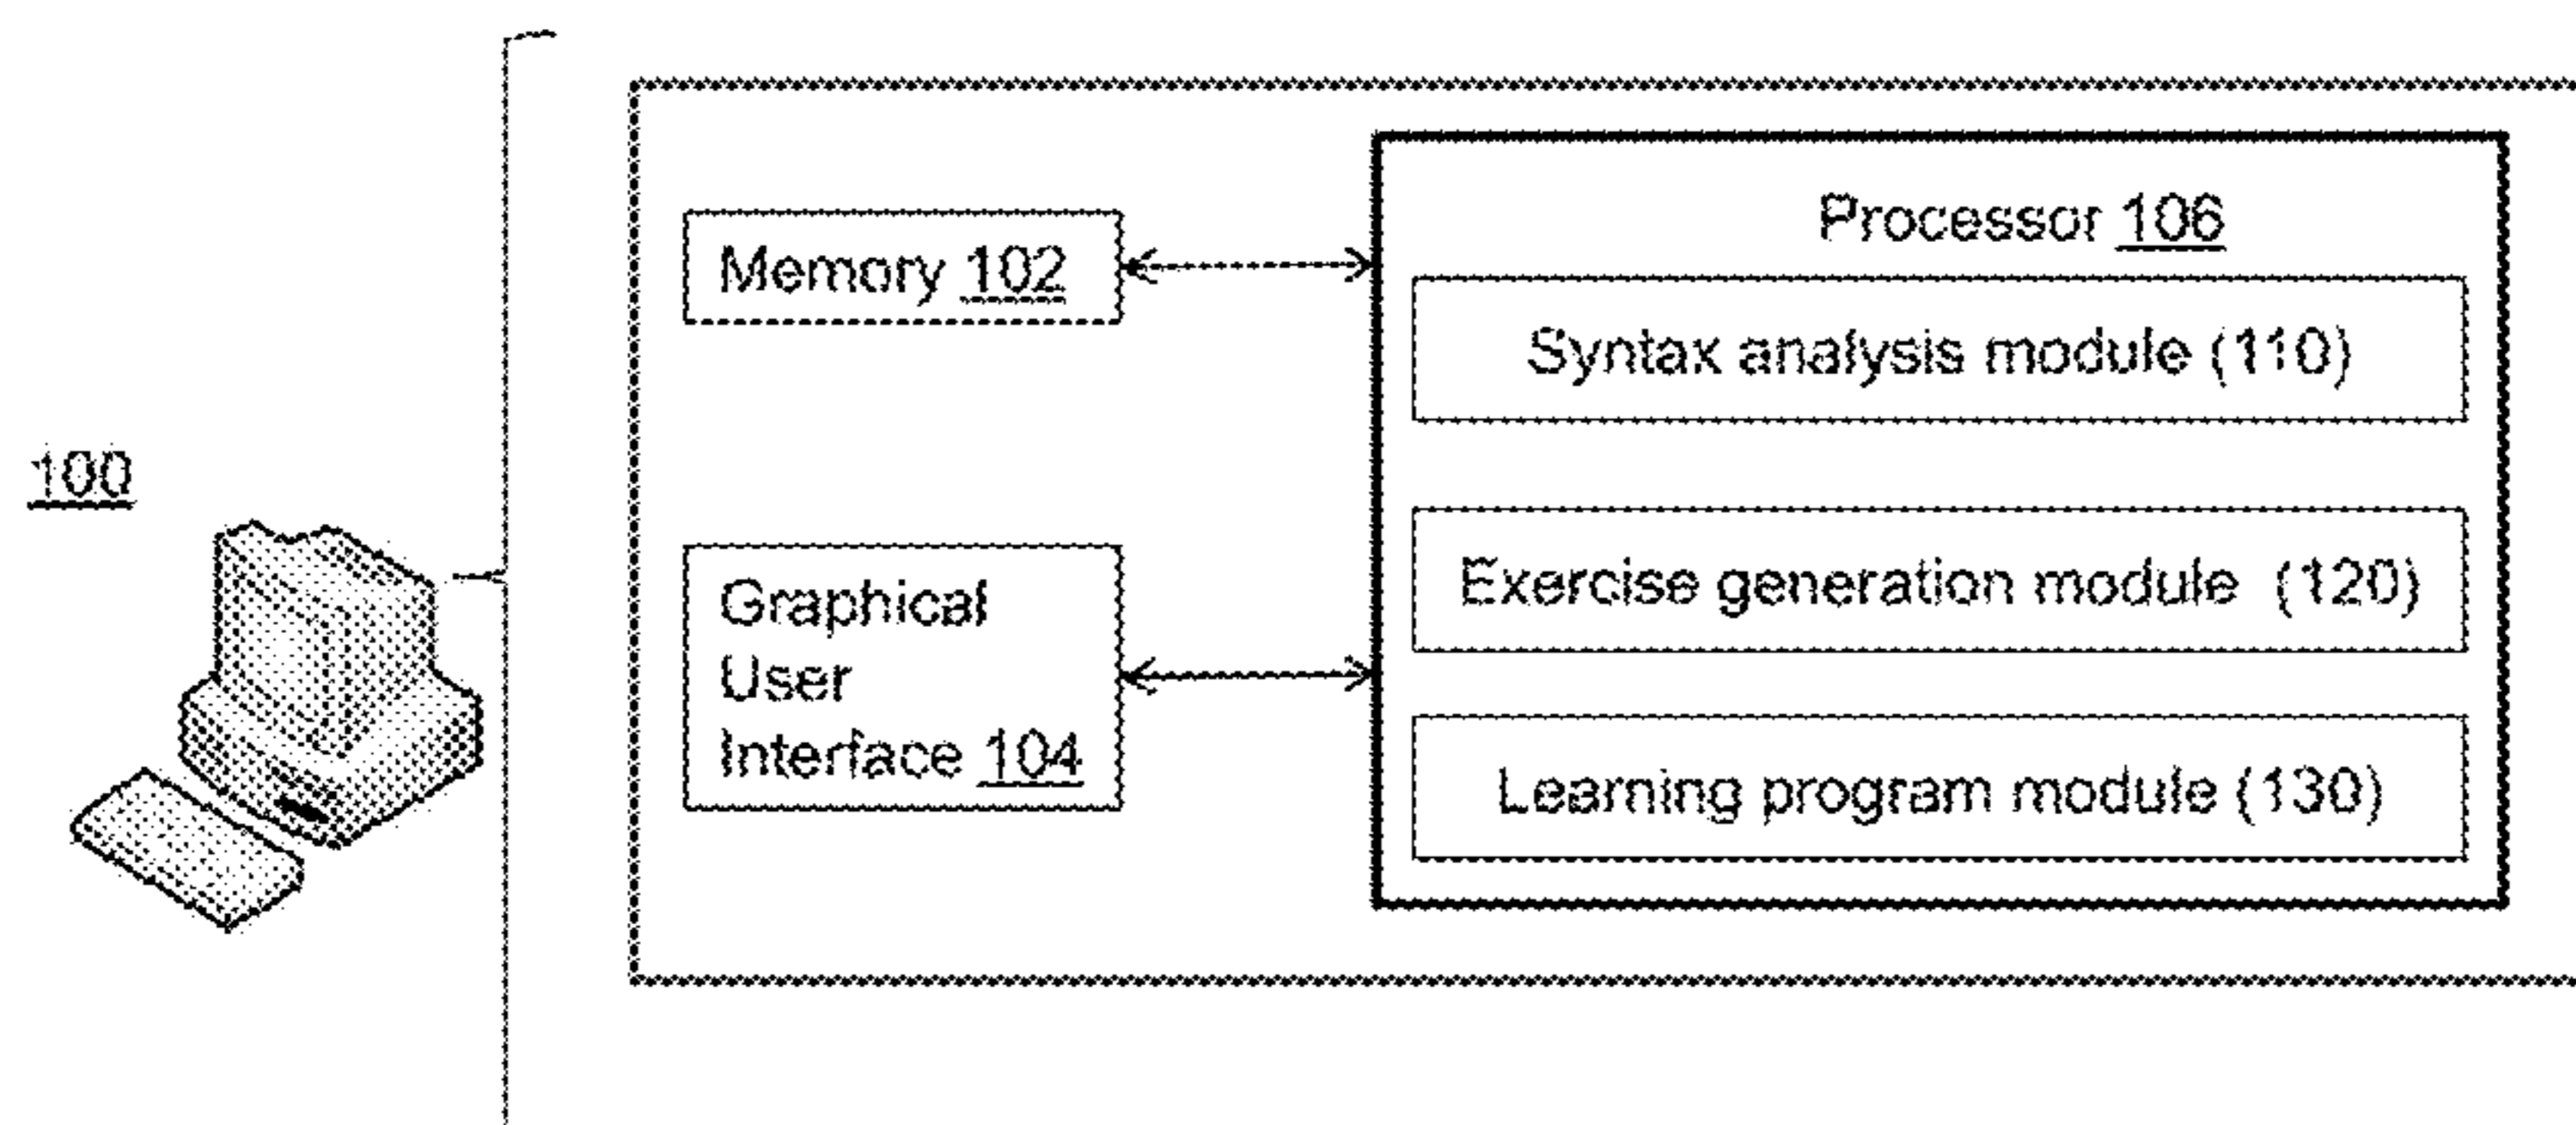 100
Memory 102
Graphical
User
Interface 104
Processor 106
Syntax analysis module (110)
Exercise generation module (120)
Learning program module (130)